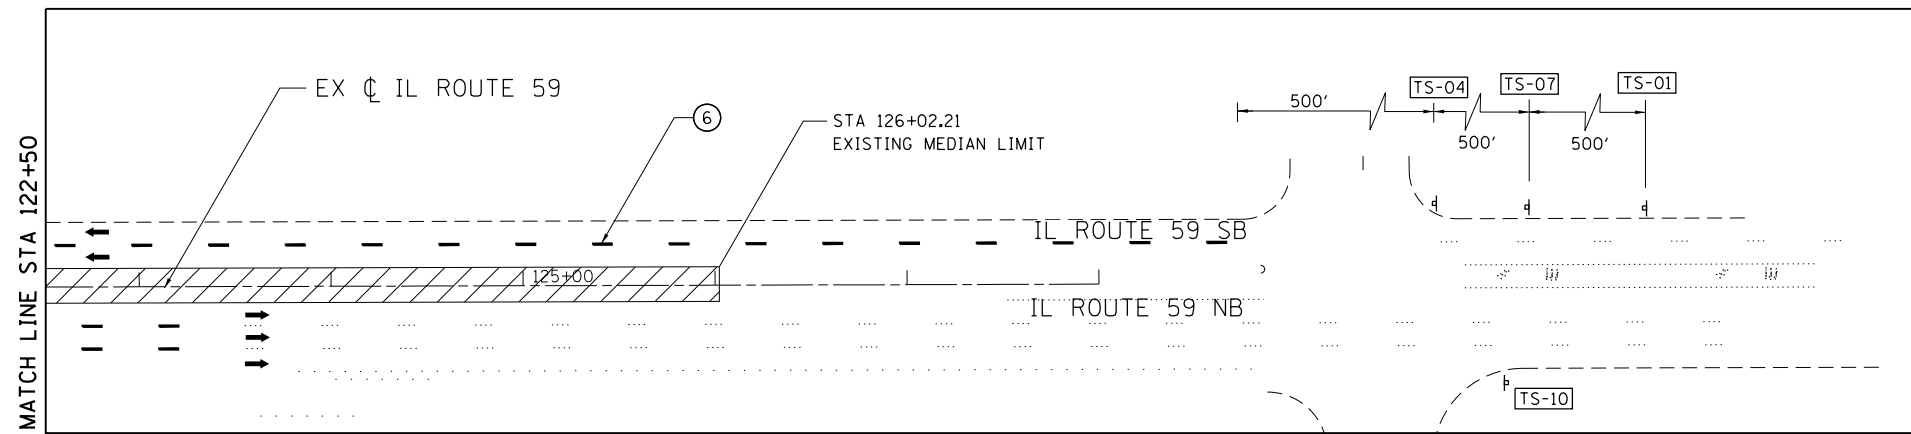 MATCH LINE STA 122+50
EX ℄ IL ROUTE 59
6
STA 126+02.21
EXISTING MEDIAN LIMIT
500'
TS-04
TS-07
TS-01
500'
500'
IL ROUTE 59 SB
125+00
IL ROUTE 59 NB
TS-10